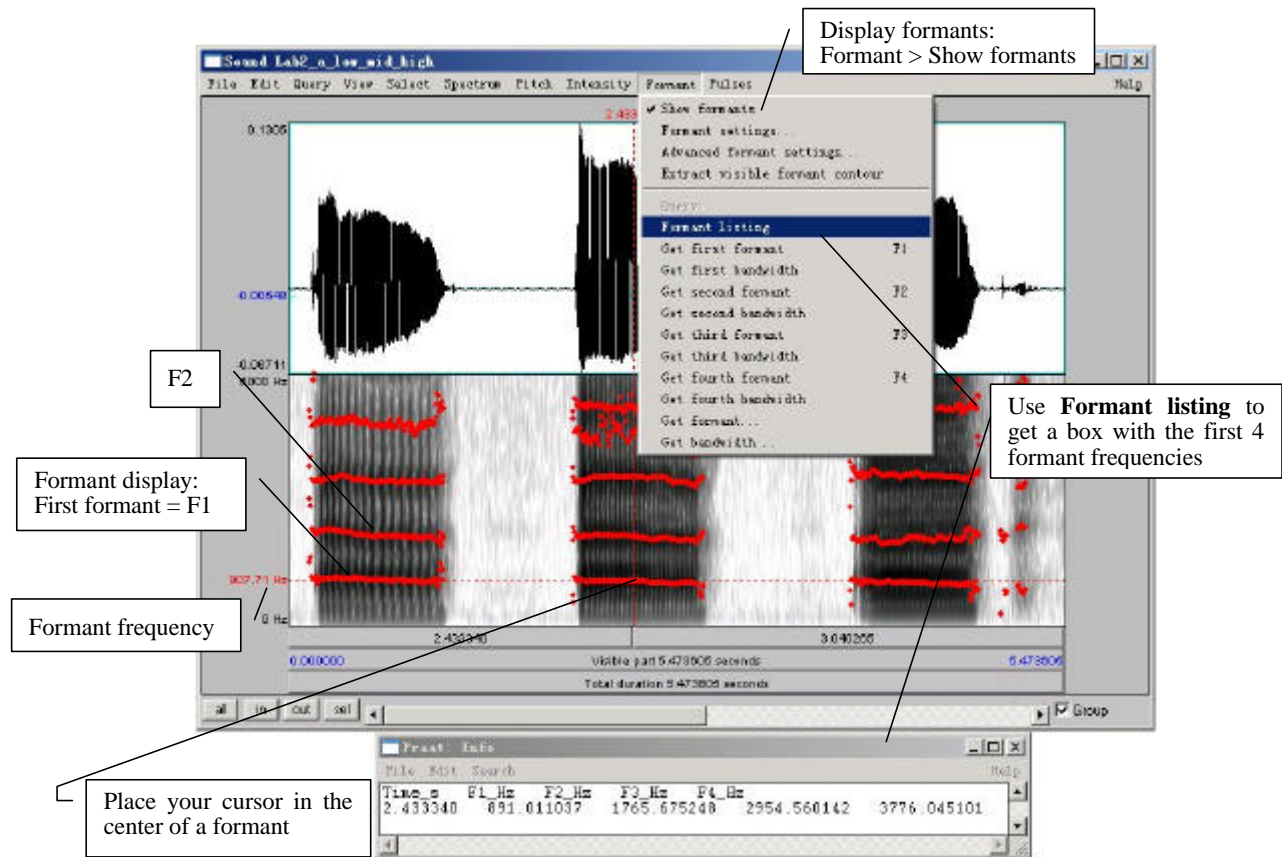 Display formants:
Formant > Show formants
Sound Lab2_a_low_mid_high
File Edit Query View Select Spectrum Pitch Intensity Formant Pulses Help
Show formants
Formant settings...
Advanced formant settings...
Extract visible formant contour
Query:
Formant listing
Get first formant F1
Get first bandwidth
Get second formant F2
Get second bandwidth
Get third formant F3
Get third bandwidth
Get fourth formant F4
Get fourth bandwidth
Get formant...
Get bandwidth...
0.1305
-0.00548
-0.06711
5000 Hz
907.71 Hz
0 Hz
F2
Formant display:
First formant = F1
Formant frequency
Use Formant listing to
get a box with the first 4
formant frequencies
2.433340 3.040265
0.000000 Visible part 5.473605 seconds 5.473605
Total duration 5.473605 seconds
all in out sel Group
Place your cursor in the
center of a formant
Praat: Info
File Edit Search Help
Time_s F1_Hz F2_Hz F3_Hz F4_Hz
2.433340 891.011037 1765.675248 2954.560142 3776.045101